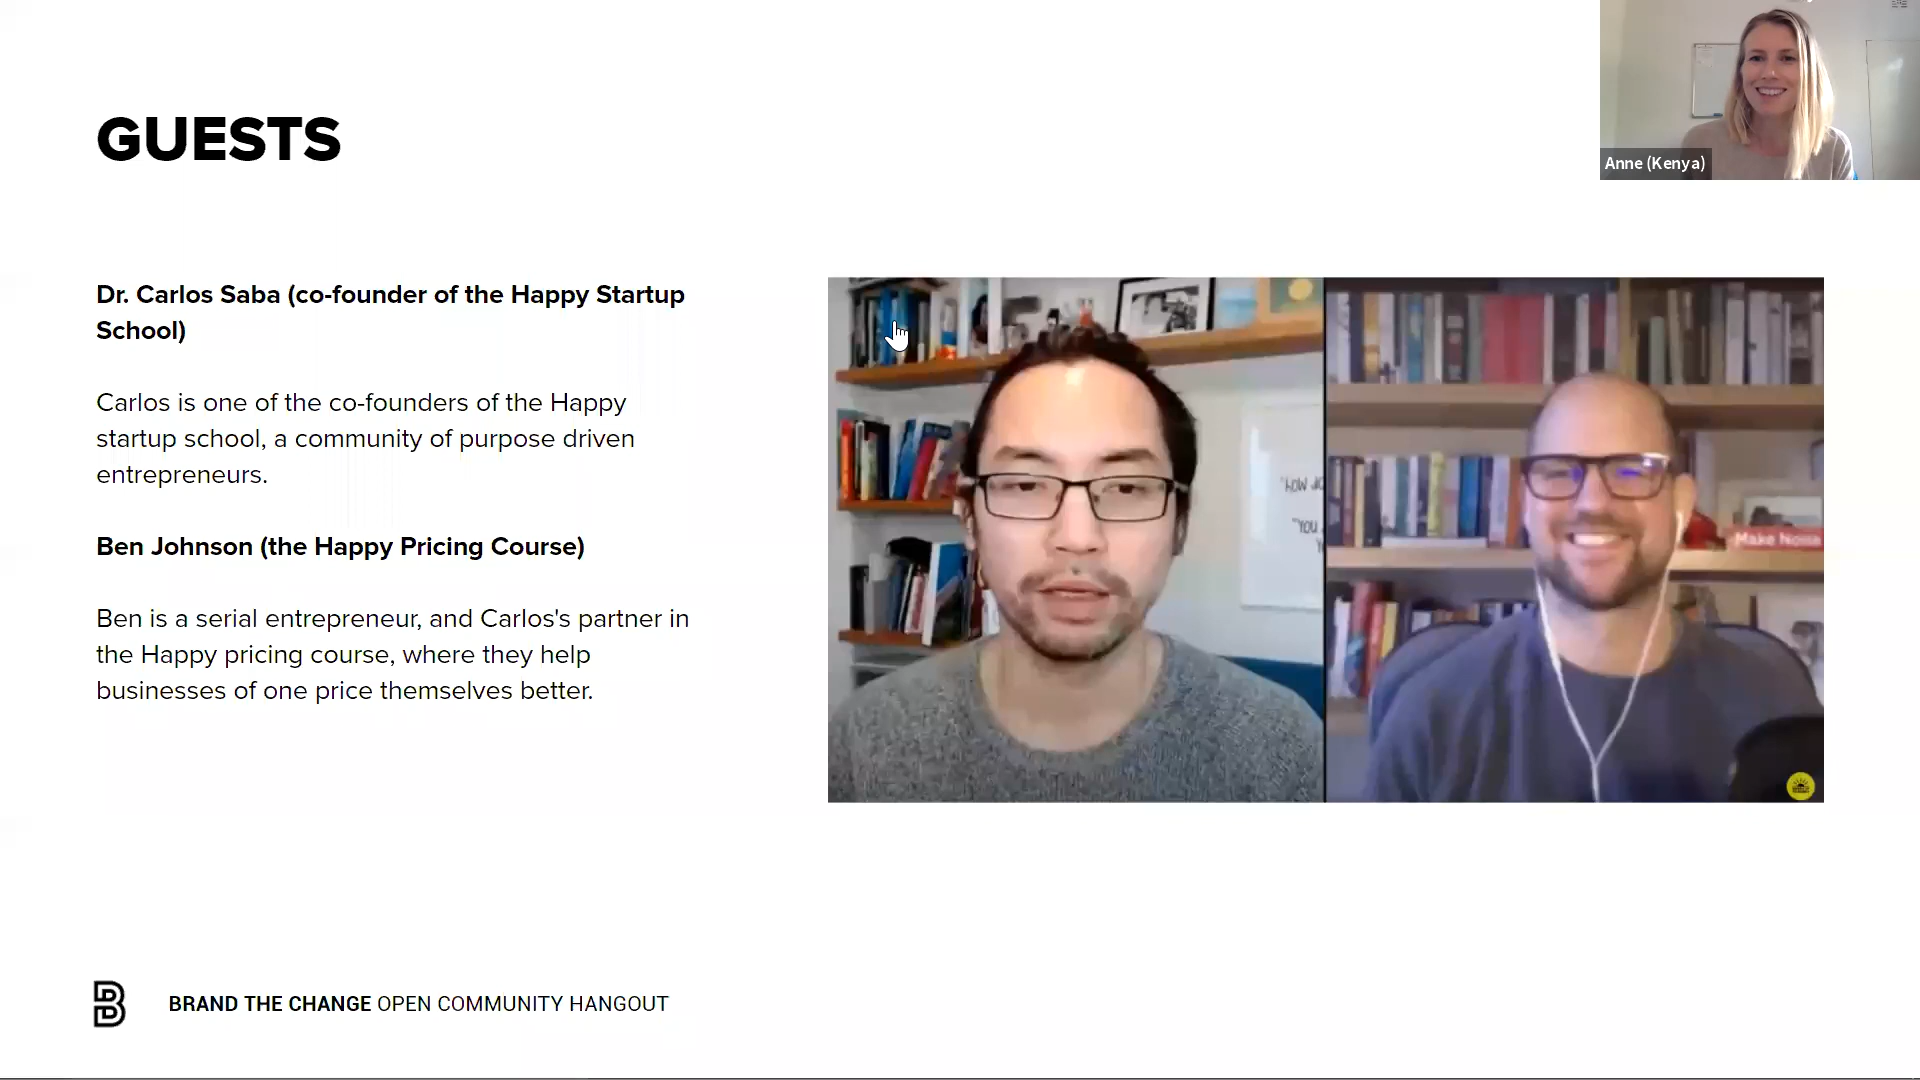 GUESTS
Anne (Kenya)
Dr. Carlos Saba (co-founder of the Happy Startup
School)
Carlos is one of the co-founders of the Happy
startup school, a community of purpose driven
entrepreneurs.
Ben Johnson (the Happy Pricing Course)
Ben is a serial entrepreneur, and Carlos's partner in
the Happy pricing course, where they help
businesses of one price themselves better.
Make Noise
B
BRAND THE CHANGE OPEN COMMUNITY HANGOUT